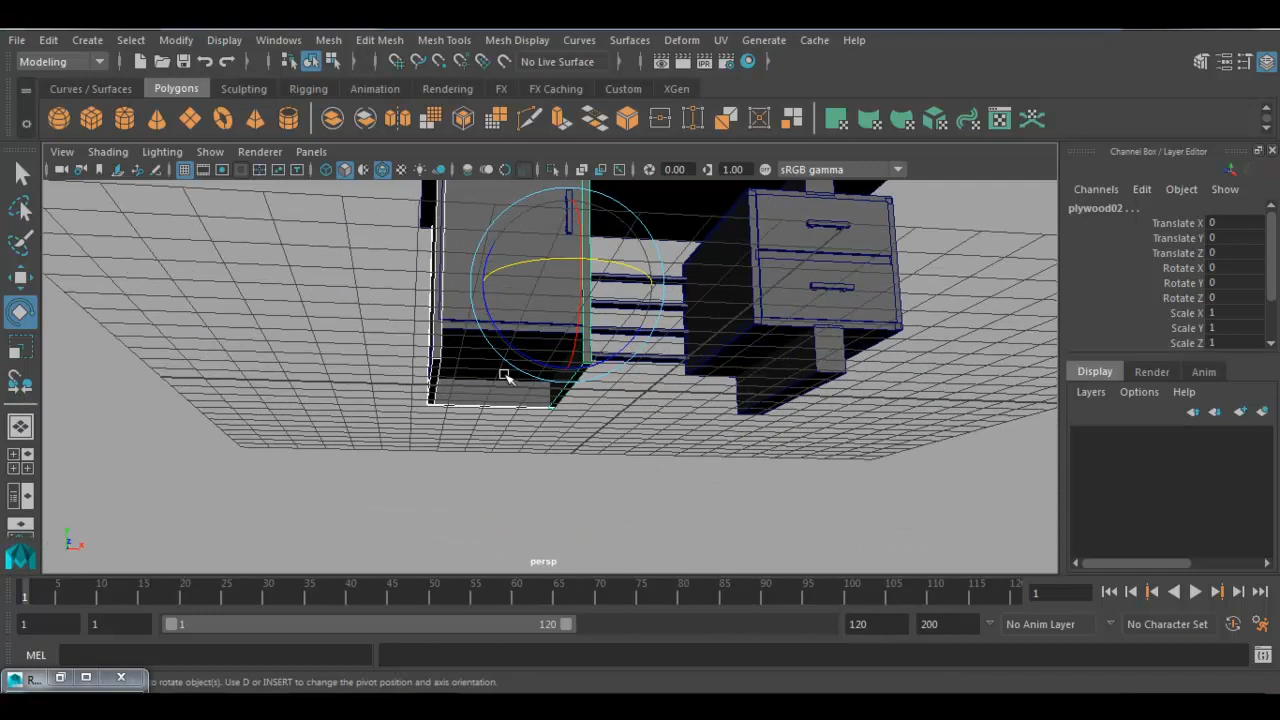 File Edit Create Select Modify Display Windows Mesh Edit Mesh Mesh Tools Mesh Display Curves Surfaces Deform UV Generate Cache Help
Modeling No Live Surface
Curves / Surfaces Polygons Sculpting Rigging Animation Rendering FX FX Caching Custom XGen
View Shading Lighting Show Renderer Panels Channel Box / Layer Editor
0.00 1.00 sRGB gamma
Channels Edit Object Show
plywood02 . . .
Translate X 0
Translate Y 0
Translate Z 0
Rotate X 0
Rotate Y 0
Rotate Z 0
Scale X 1
Scale Y 1
Scale Z 1
Display Render Anim
Layers Options Help
persp
5 10 15 20 25 30 35 40 45 50 55 60 65 70 75 80 85 90 95 100 105 110 115 12
1 1
1 1 1 120 120 200 No Anim Layer No Character Set
MEL
R... o rotate object(s). Use D or INSERT to change the pivot position and axis orientation.